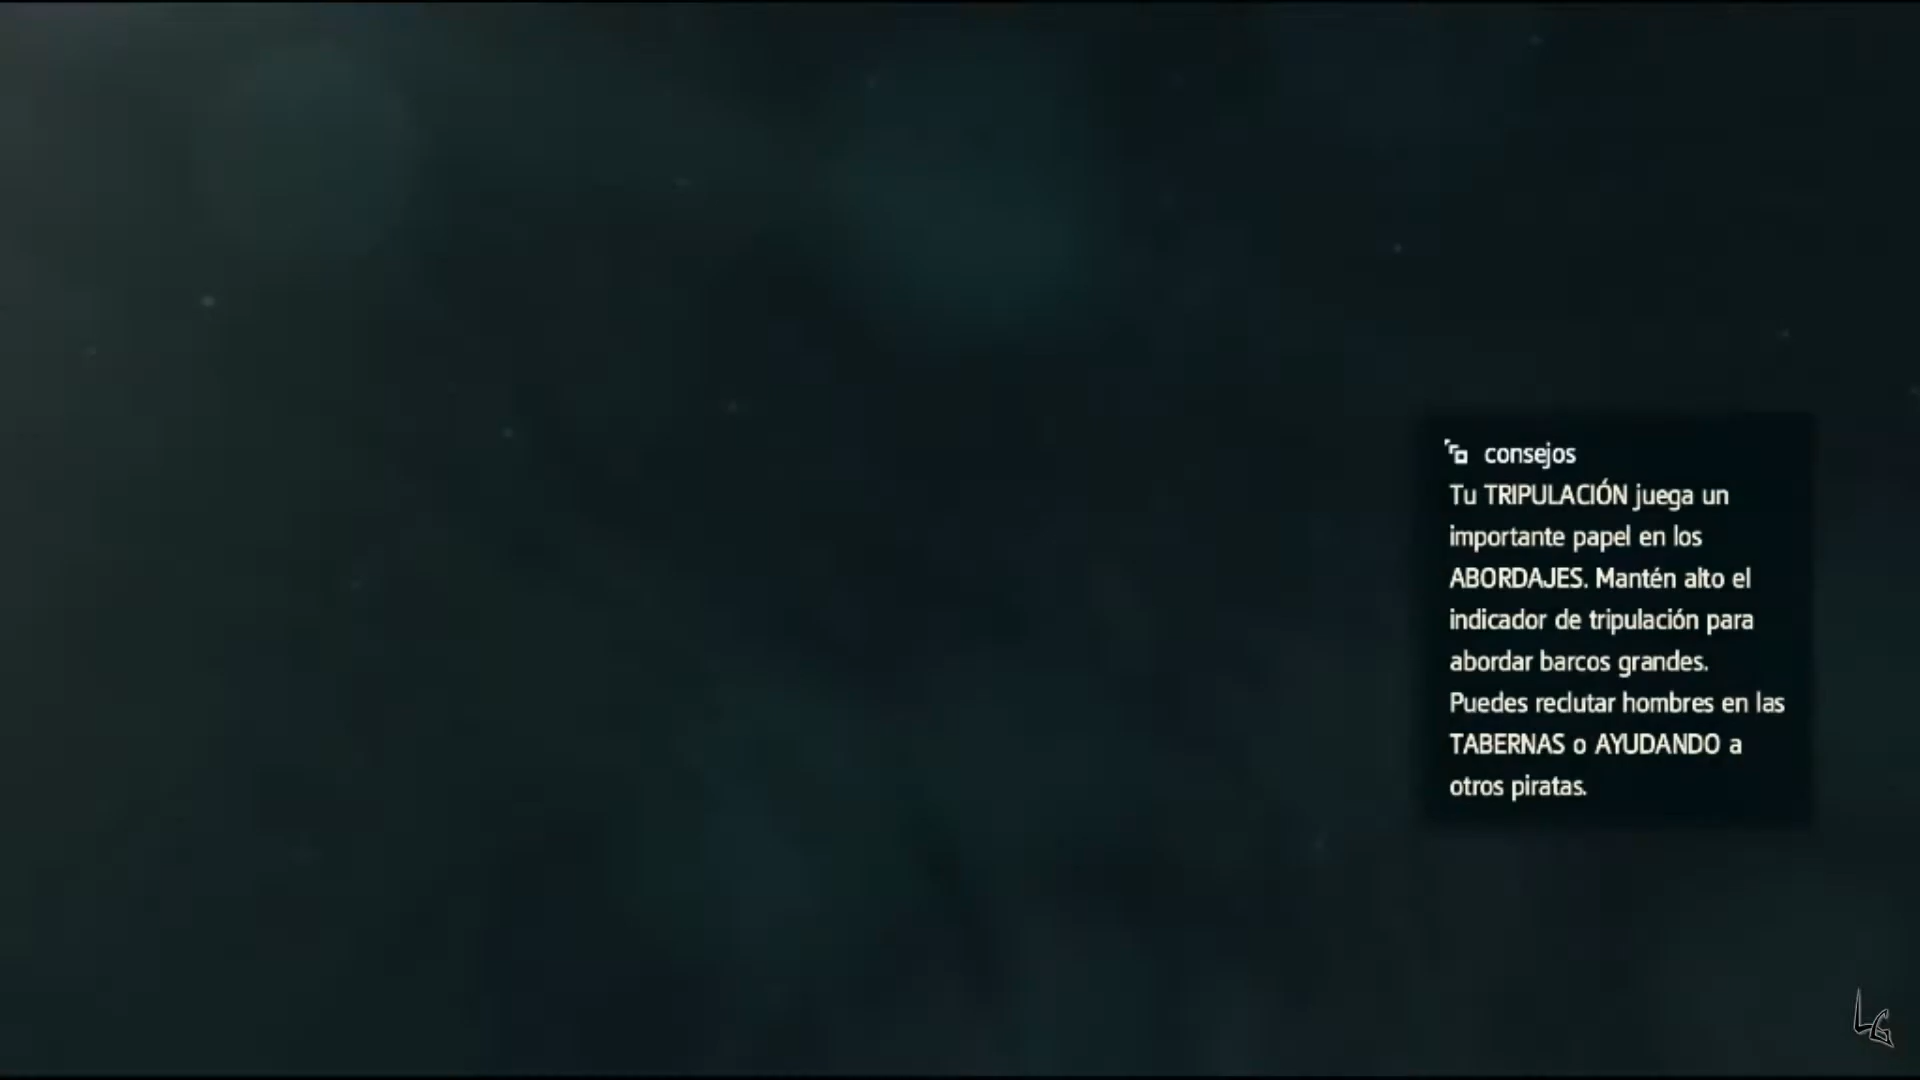 consejos
Tu TRIPULACIÓN juega un
importante papel en los
ABORDAJES. Mantén alto el
indicador de tripulación para
abordar barcos grandes.
Puedes reclutar hombres en las
TABERNAS o AYUDANDO a
otros piratas.
LG